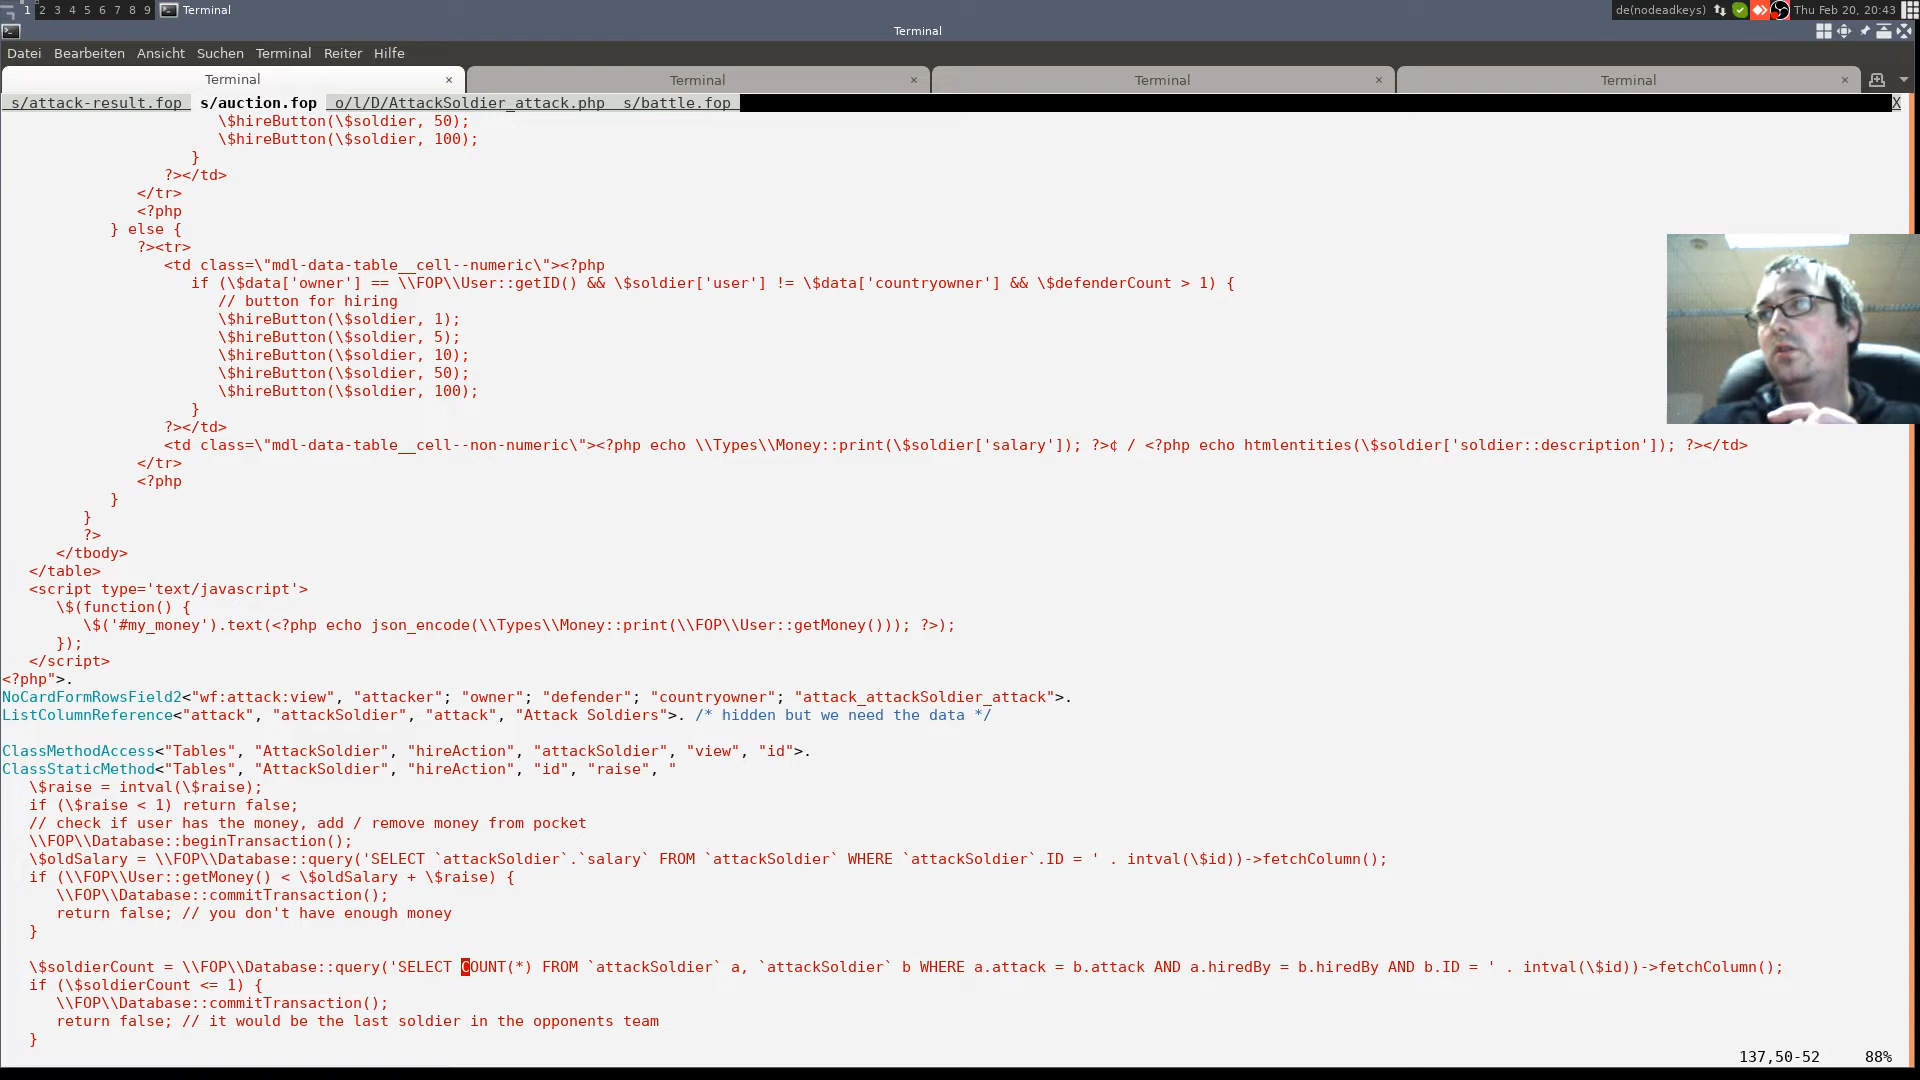 1 2 3 4 5 6 7 8 9 Terminal de(nodeadkeys) Thu Feb 20, 20:43
Terminal
Datei Bearbeiten Ansicht Suchen Terminal Reiter Hilfe
Terminal × Terminal × Terminal × Terminal ×
s/attack-result.fop s/auction.fop o/l/D/AttackSoldier_attack.php s/battle.fop X
\$hireButton(\$soldier, 50);
\$hireButton(\$soldier, 100);
}
?></td>
</tr>
<?php
} else {
?><tr>
<td class=\"mdl-data-table__cell--numeric\"><?php
if (\$data['owner'] == \\FOP\\User::getID() && \$soldier['user'] != \$data['countryowner'] && \$defenderCount > 1) {
// button for hiring
\$hireButton(\$soldier, 1);
\$hireButton(\$soldier, 5);
\$hireButton(\$soldier, 10);
\$hireButton(\$soldier, 50);
\$hireButton(\$soldier, 100);
}
?></td>
<td class=\"mdl-data-table__cell--non-numeric\"><?php echo \\Types\\Money::print(\$soldier['salary']); ?>¢ / <?php echo htmlentities(\$soldier['soldier::description']); ?></td>
</tr>
<?php
}
}
?>
</tbody>
</table>
<script type='text/javascript'>
\$(function() {
\$('#my_money').text(<?php echo json_encode(\\Types\\Money::print(\\FOP\\User::getMoney())); ?>);
});
</script>
<?php">.
NoCardFormRowsField2<"wf:attack:view", "attacker"; "owner"; "defender"; "countryowner"; "attack_attackSoldier_attack">.
ListColumnReference<"attack", "attackSoldier", "attack", "Attack Soldiers">. /* hidden but we need the data */
ClassMethodAccess<"Tables", "AttackSoldier", "hireAction", "attackSoldier", "view", "id">.
ClassStaticMethod<"Tables", "AttackSoldier", "hireAction", "id", "raise", "
\$raise = intval(\$raise);
if (\$raise < 1) return false;
// check if user has the money, add / remove money from pocket
\\FOP\\Database::beginTransaction();
\$oldSalary = \\FOP\\Database::query('SELECT `attackSoldier`.`salary` FROM `attackSoldier` WHERE `attackSoldier`.ID = ' . intval(\$id))->fetchColumn();
if (\\FOP\\User::getMoney() < \$oldSalary + \$raise) {
\\FOP\\Database::commitTransaction();
return false; // you don't have enough money
}
\$soldierCount = \\FOP\\Database::query('SELECT COUNT(*) FROM `attackSoldier` a, `attackSoldier` b WHERE a.attack = b.attack AND a.hiredBy = b.hiredBy AND b.ID = ' . intval(\$id))->fetchColumn();
if (\$soldierCount <= 1) {
\\FOP\\Database::commitTransaction();
return false; // it would be the last soldier in the opponents team
}
137,50-52 88%